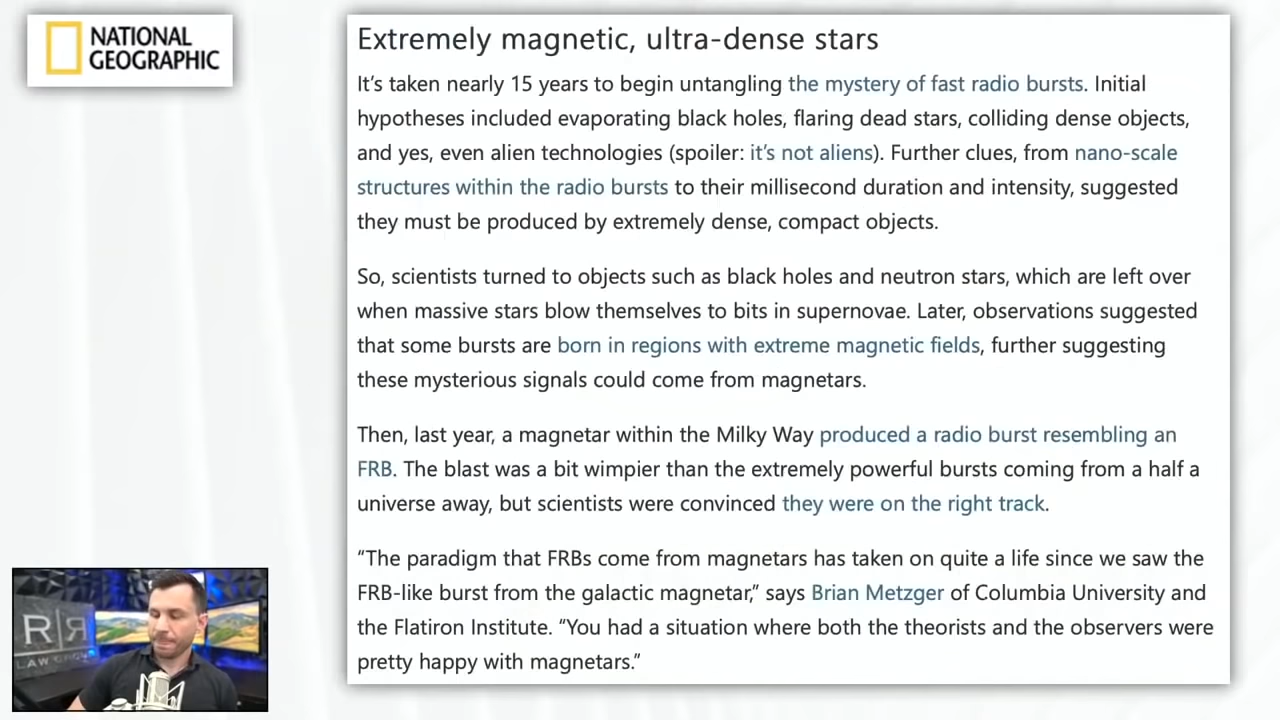 NATIONAL
GEOGRAPHIC
Extremely magnetic, ultra-dense stars
It's taken nearly 15 years to begin untangling the mystery of fast radio bursts. Initial
hypotheses included evaporating black holes, flaring dead stars, colliding dense objects,
and yes, even alien technologies (spoiler: it's not aliens). Further clues, from nano-scale
structures within the radio bursts to their millisecond duration and intensity, suggested
they must be produced by extremely dense, compact objects.
So, scientists turned to objects such as black holes and neutron stars, which are left over
when massive stars blow themselves to bits in supernovae. Later, observations suggested
that some bursts are born in regions with extreme magnetic fields, further suggesting
these mysterious signals could come from magnetars.
Then, last year, a magnetar within the Milky Way produced a radio burst resembling an
FRB. The blast was a bit wimpier than the extremely powerful bursts coming from a half a
universe away, but scientists were convinced they were on the right track.
“The paradigm that FRBs come from magnetars has taken on quite a life since we saw the
FRB-like burst from the galactic magnetar,” says Brian Metzger of Columbia University and
the Flatiron Institute. “You had a situation where both the theorists and the observers were
pretty happy with magnetars.”
R R
LAW GROUP